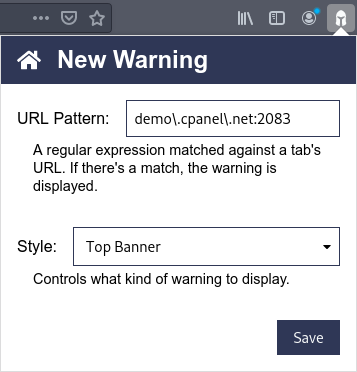 New Warning
URL Pattern: demo\.cpanel\.net:2083
A regular expression matched against a tab's
URL. If there's a match, the warning is
displayed.
Style: Top Banner
Controls what kind of warning to display.
Save